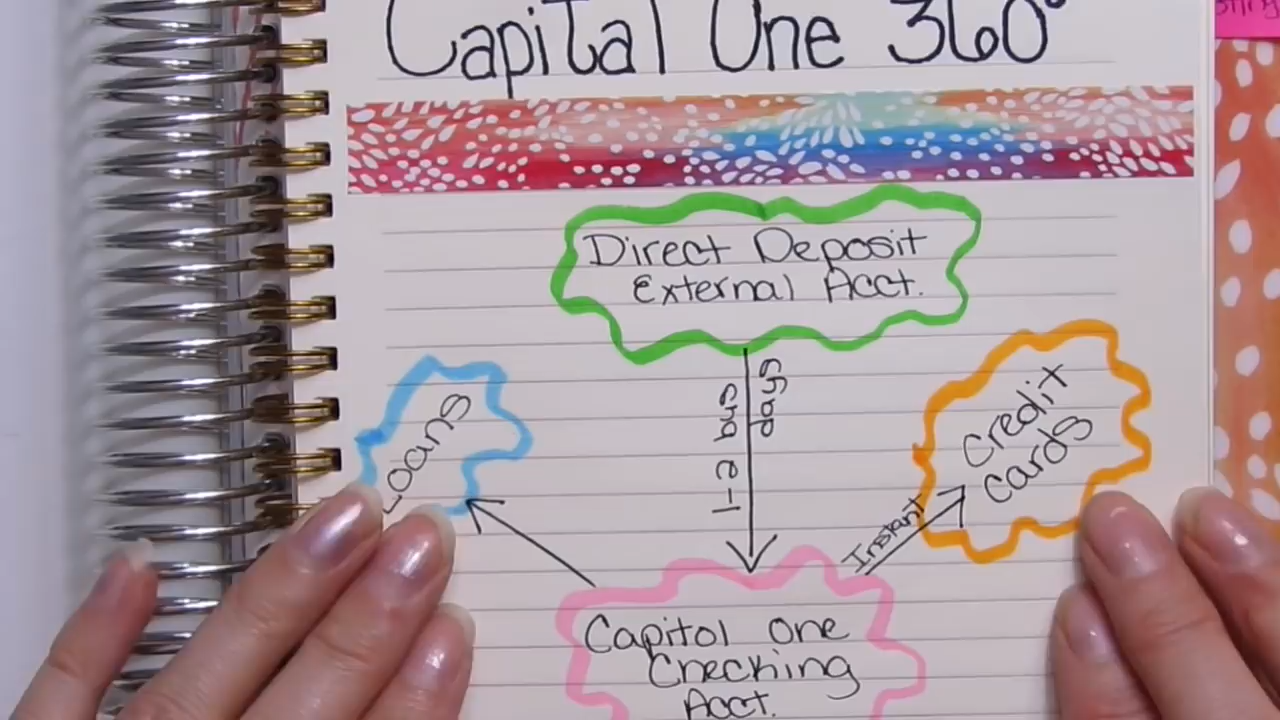 Capital One 360°
Direct Deposit
External Acct.
Loans
1-2 bus
days
Credit
Cards
Instant
Capitol One
Checking
Acct.